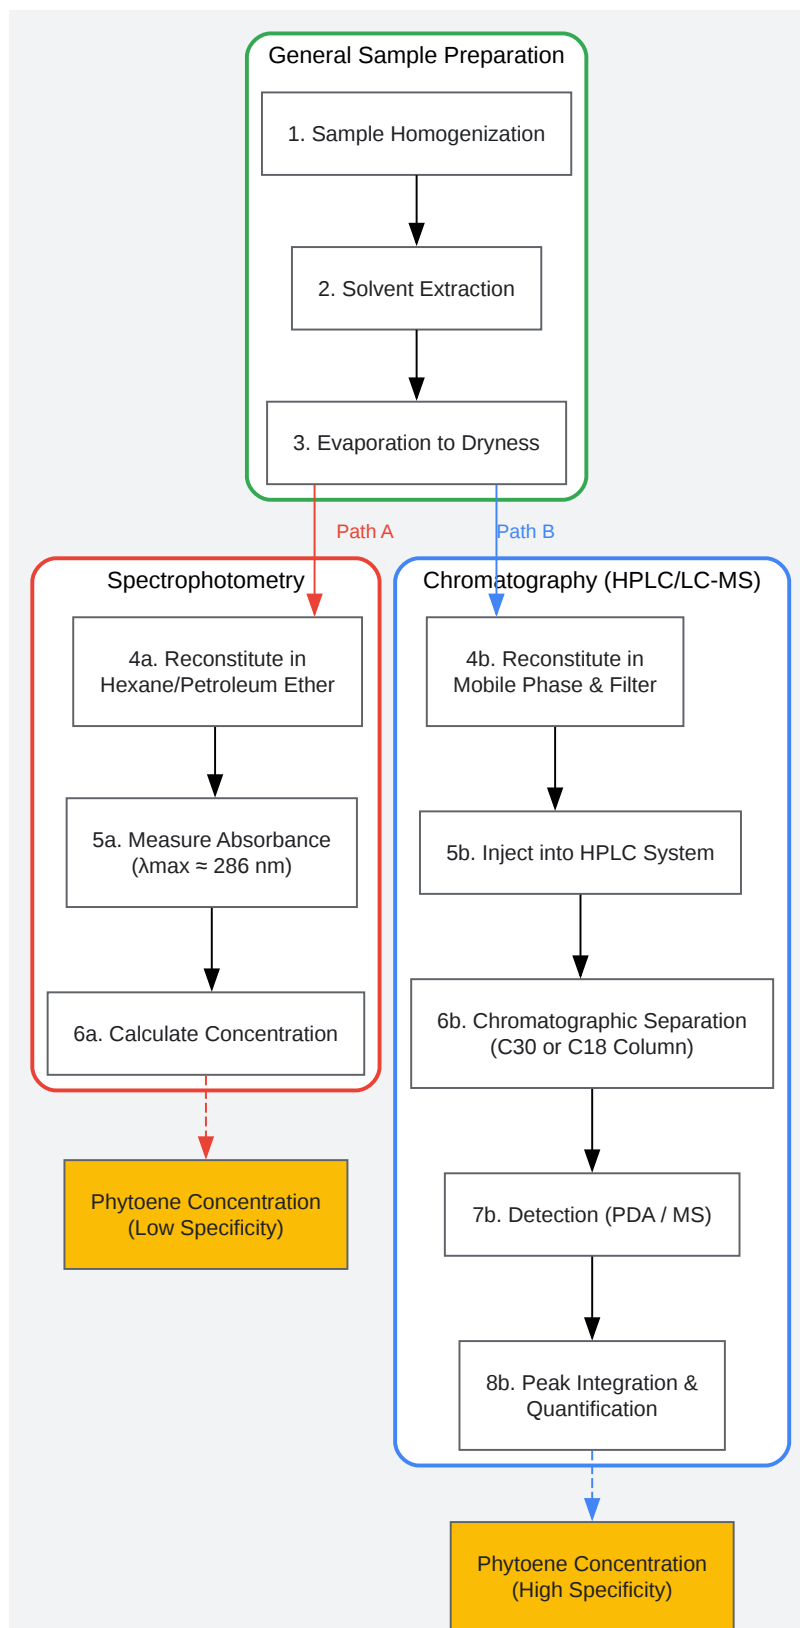 General Sample Preparation
1. Sample Homogenization
2. Solvent Extraction
3. Evaporation to Dryness
Path A
Path B
Spectrophotometry
4a. Reconstitute in
Hexane/Petroleum Ether
5a. Measure Absorbance
(λmax ≈ 286 nm)
6a. Calculate Concentration
Phytoene Concentration
(Low Specificity)
Chromatography (HPLC/LC-MS)
4b. Reconstitute in
Mobile Phase & Filter
5b. Inject into HPLC System
6b. Chromatographic Separation
(C30 or C18 Column)
7b. Detection (PDA / MS)
8b. Peak Integration &
Quantification
Phytoene Concentration
(High Specificity)